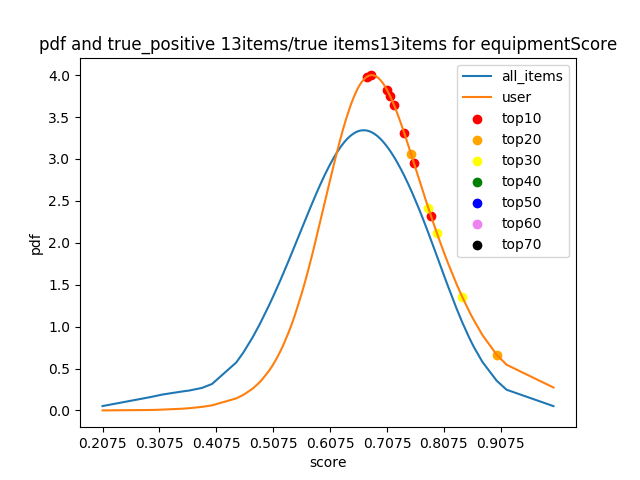 pdf and true_positive 13items/true items13items for equipmentScore
all_items
user
top10
top20
top30
top40
top50
top60
top70
4.0
3.5
3.0
2.5
2.0
1.5
1.0
0.5
0.0
pdf
0.2075 0.3075 0.4075 0.5075 0.6075 0.7075 0.8075 0.9075
score